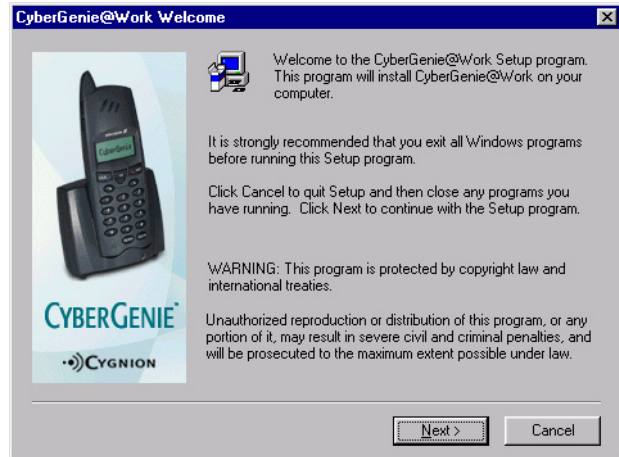 CyberGenie@Work Welcome
Welcome to the CyberGenie@Work Setup program.
This program will install CyberGenie@Work on your
computer.
It is strongly recommended that you exit all Windows programs
before running this Setup program.
Click Cancel to quit Setup and then close any programs you
have running. Click Next to continue with the Setup program.
WARNING: This program is protected by copyright law and
international treaties.
Unauthorized reproduction or distribution of this program, or any
portion of it, may result in severe civil and criminal penalties, and
will be prosecuted to the maximum extent possible under law.
CyberGenie
CYBERGENIE
CYGNION
Next >
Cancel